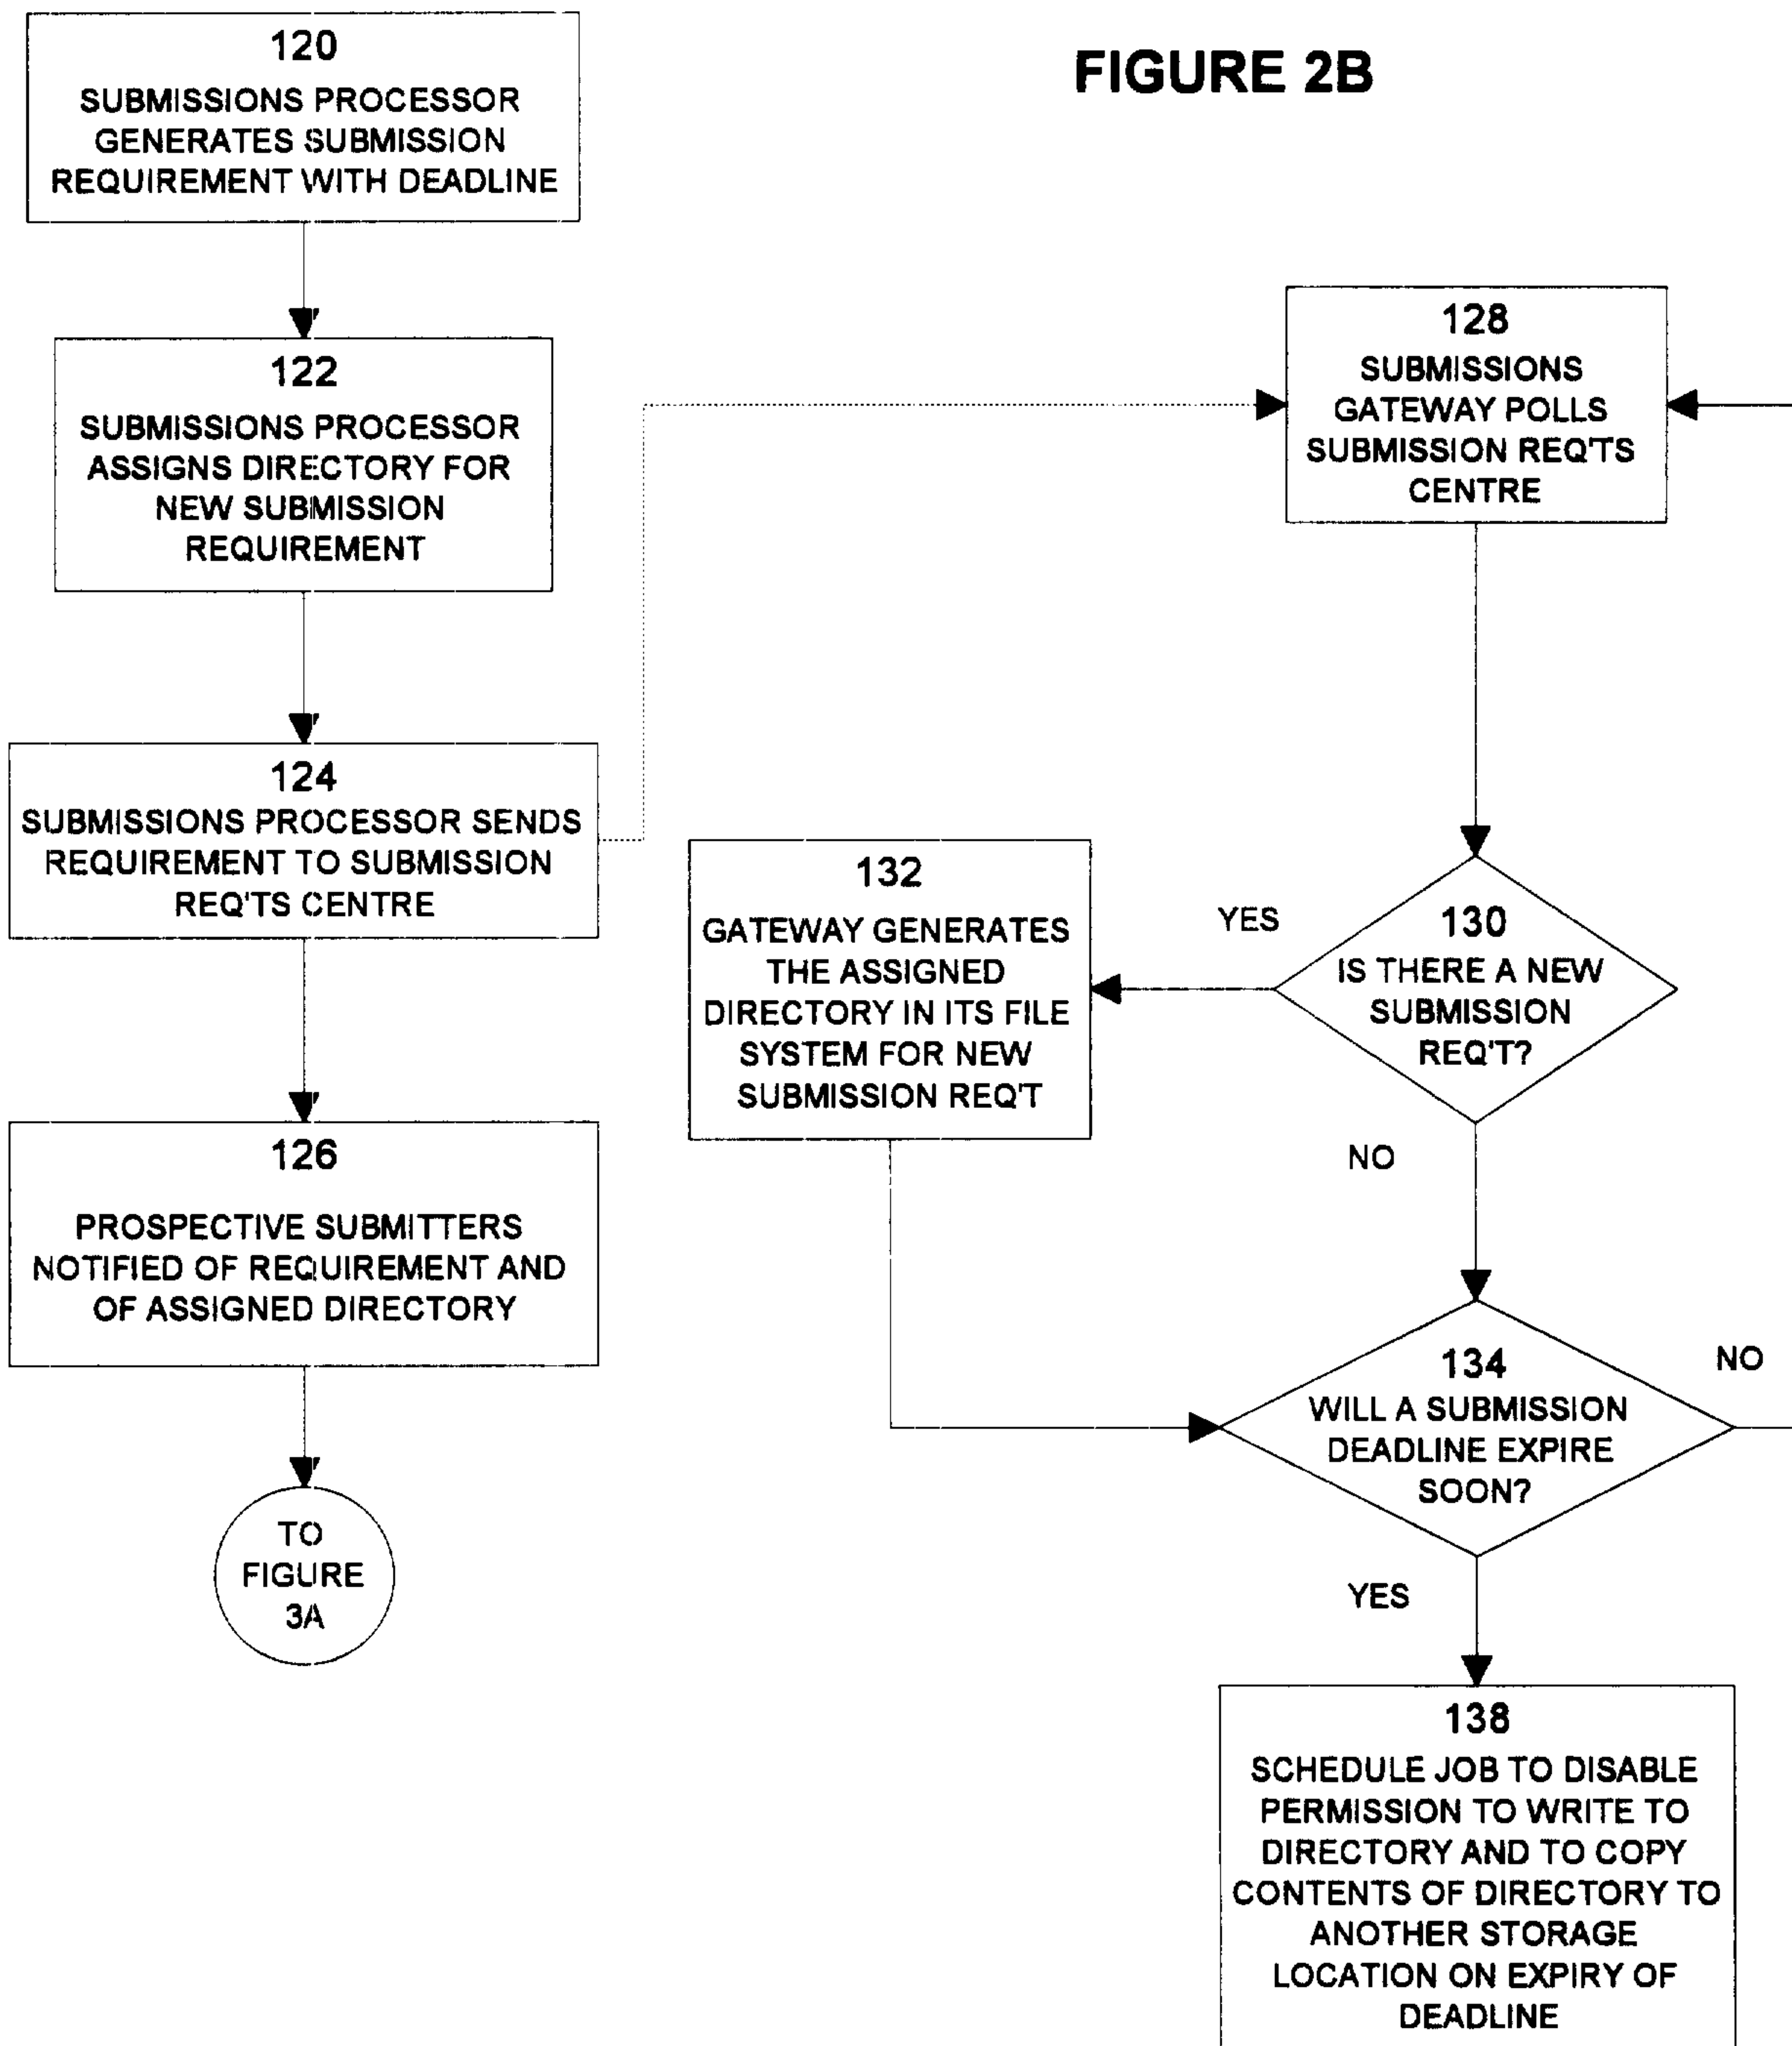 FIGURE 2B
120
SUBMISSIONS PROCESSOR
GENERATES SUBMISSION
REQUIREMENT WITH DEADLINE
122
SUBMISSIONS PROCESSOR
ASSIGNS DIRECTORY FOR
NEW SUBMISSION
REQUIREMENT
124
SUBMISSIONS PROCESSOR SENDS
REQUIREMENT TO SUBMISSION
REQ'TS CENTRE
126
PROSPECTIVE SUBMITTERS
NOTIFIED OF REQUIREMENT AND
OF ASSIGNED DIRECTORY
TO
FIGURE
3A
128
SUBMISSIONS
GATEWAY POLLS
SUBMISSION REQ'TS
CENTRE
130
IS THERE A NEW
SUBMISSION
REQ'T?
YES
NO
132
GATEWAY GENERATES
THE ASSIGNED
DIRECTORY IN ITS FILE
SYSTEM FOR NEW
SUBMISSION REQ'T
134
WILL A SUBMISSION
DEADLINE EXPIRE
SOON?
NO
YES
138
SCHEDULE JOB TO DISABLE
PERMISSION TO WRITE TO
DIRECTORY AND TO COPY
CONTENTS OF DIRECTORY TO
ANOTHER STORAGE
LOCATION ON EXPIRY OF
DEADLINE